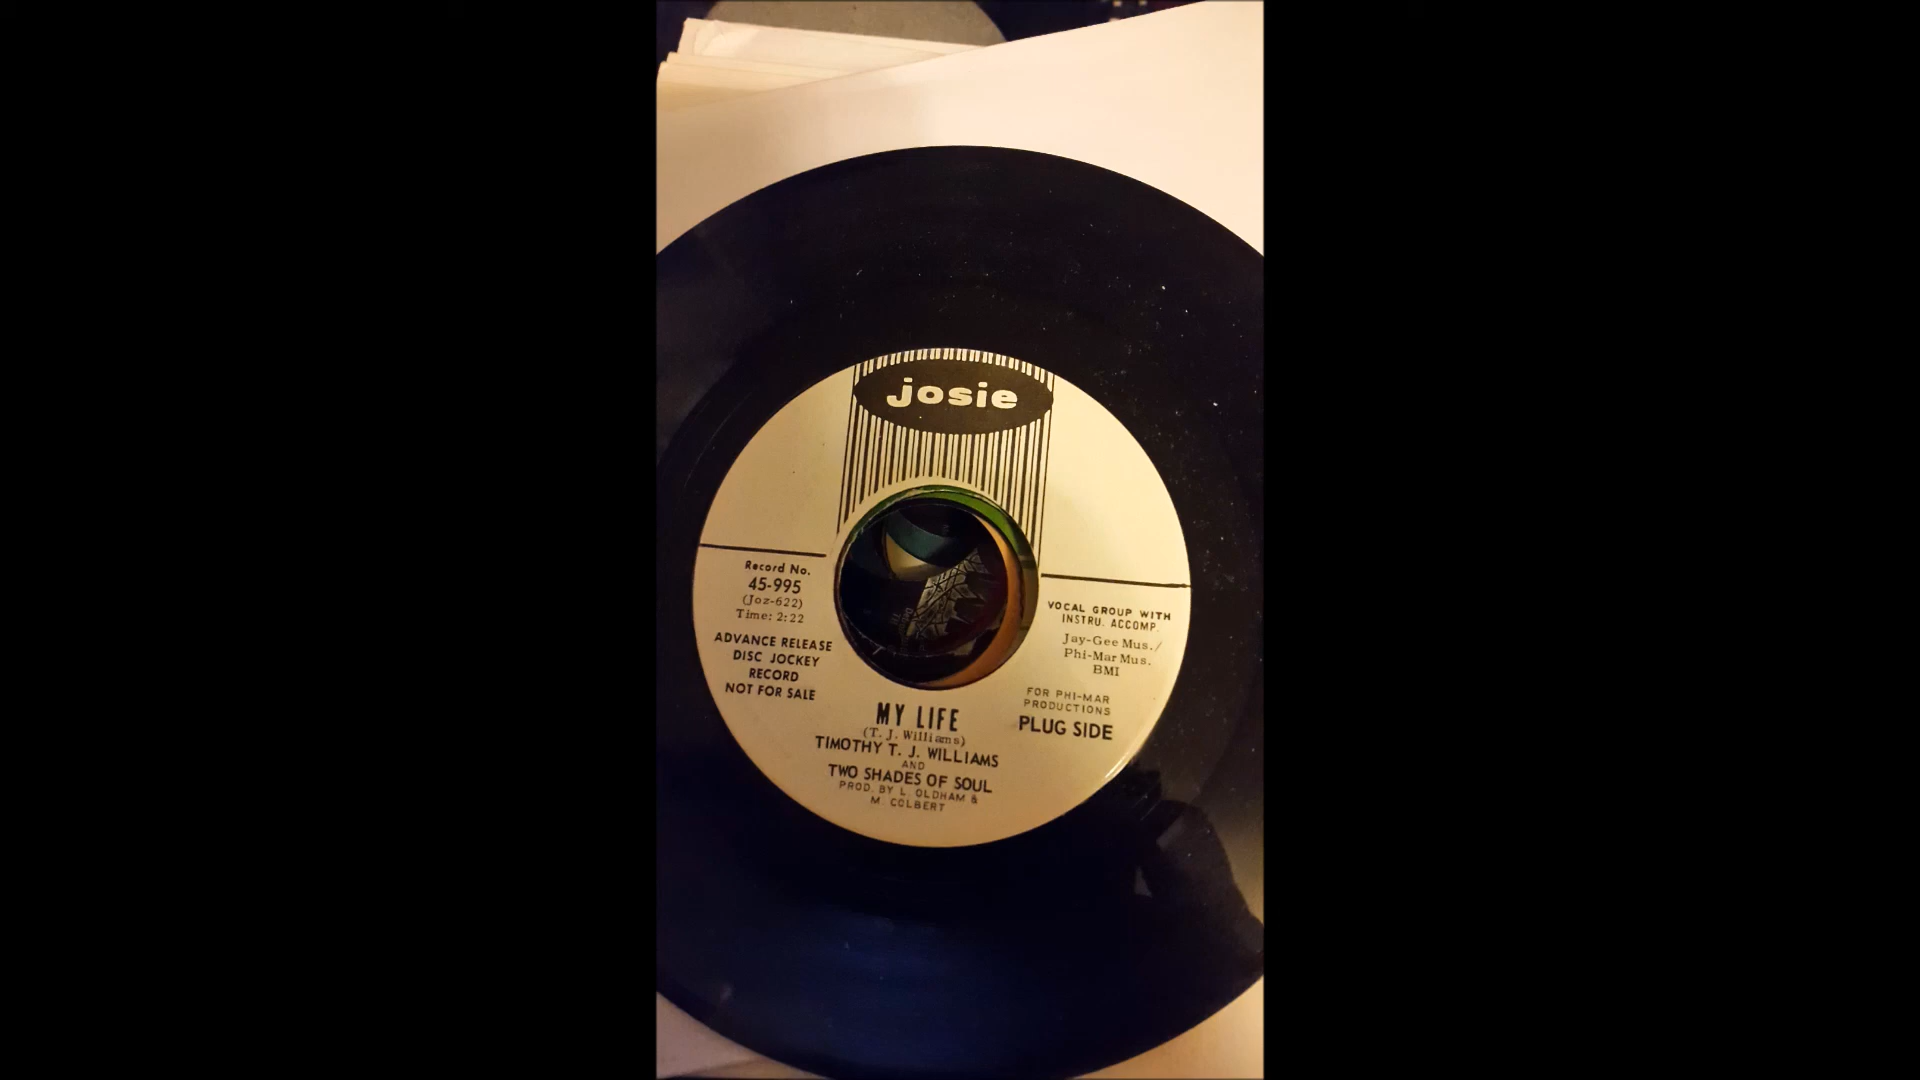 josie
Record No.
45-995
(Joz-622)
Time: 2:22
ADVANCE RELEASE
DISC JOCKEY
RECORD
NOT FOR SALE
VOCAL GROUP WITH
INSTRU. ACCOMP.
Jay-Gee Mus./
Phi-Mar Mus.
BMI
FOR PHI-MAR
PRODUCTIONS
PLUG SIDE
MY LIFE
(T. J. Williams)
TIMOTHY T. J. WILLIAMS
AND
TWO SHADES OF SOUL
PROD. BY L. OLDHAM &
M. COLBERT